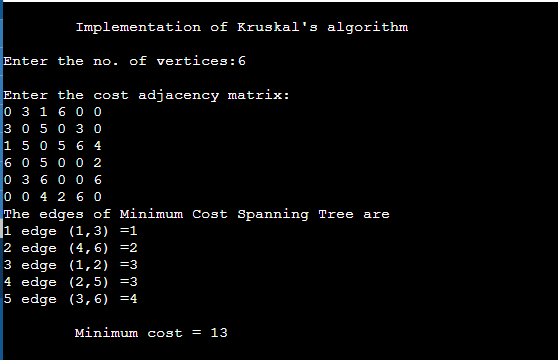 Implementation of Kruskal's algorithm
Enter the no. of vertices:6
Enter the cost adjacency matrix:
0 3 1 6 0 0
3 0 5 0 3 0
1 5 0 5 6 4
6 0 5 0 0 2
0 3 6 0 0 6
0 0 4 2 6 0
The edges of Minimum Cost Spanning Tree are
1 edge (1,3) =1
2 edge (4,6) =2
3 edge (1,2) =3
4 edge (2,5) =3
5 edge (3,6) =4
Minimum cost = 13